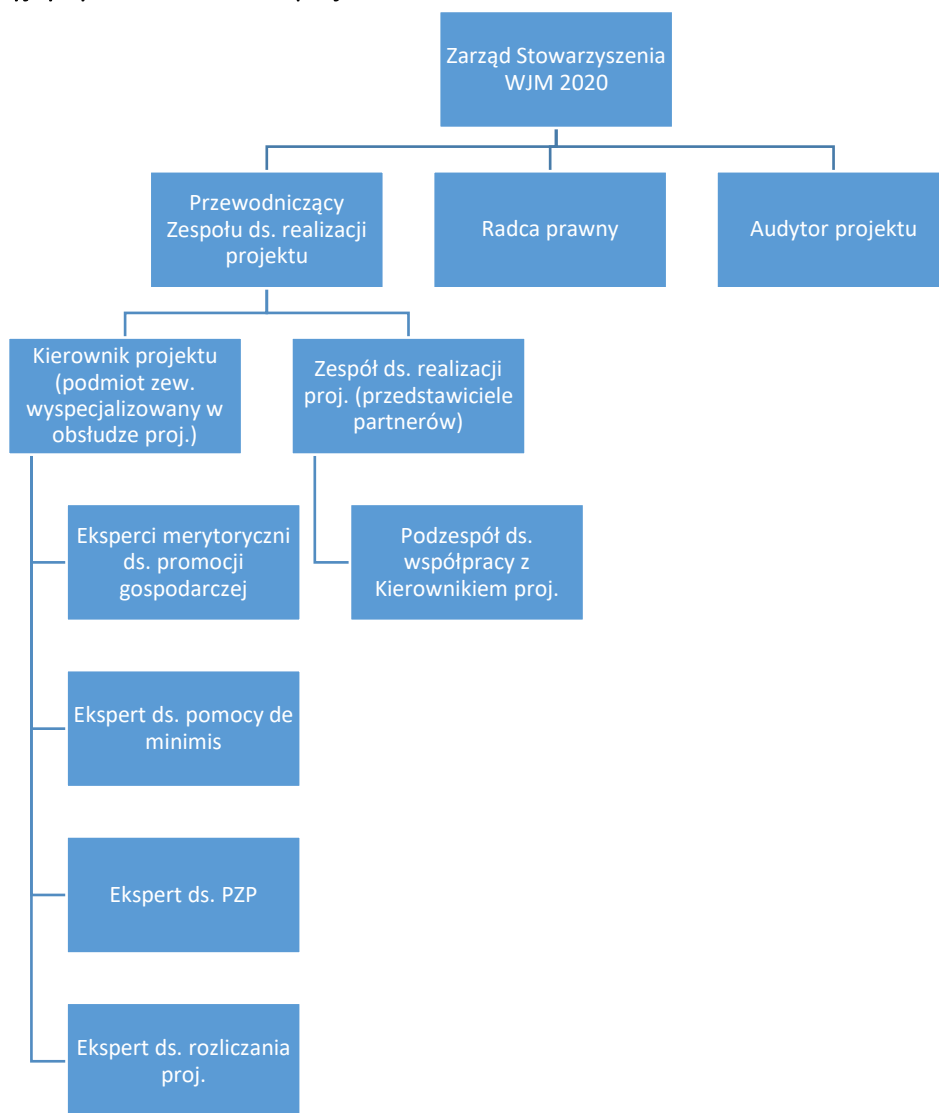 Zarząd Stowarzyszenia
WJM 2020
Przewodniczący
Zespołu ds. realizacji
projektu
Radca prawny
Audytor projektu
Kierownik projektu
(podmiot zew.
wyspecjalizowany w
obsłudze proj.)
Zespół ds. realizacji
proj. (przedstawiciele
partnerów)
Eksperci merytoryczni
ds. promocji
gospodarczej
Podzespół ds.
współpracy z
Kierownikiem proj.
Ekspert ds. pomocy de
minimis
Ekspert ds. PZP
Ekspert ds. rozliczania
proj.